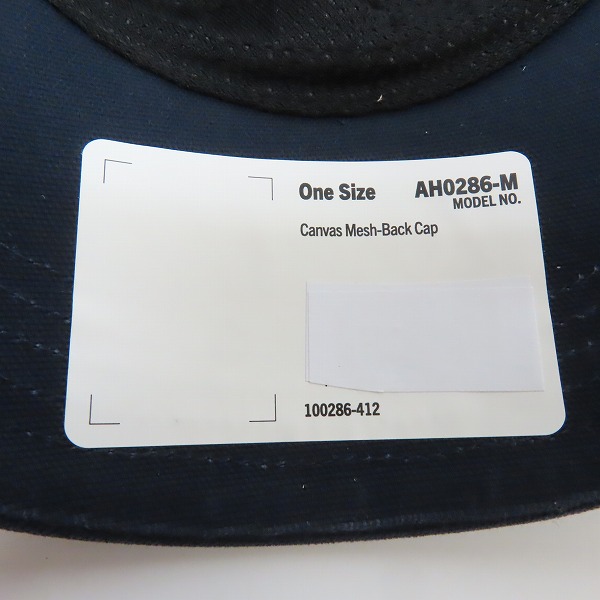 One Size
AH0286-M
MODEL NO.
Canvas Mesh-Back Cap
100286-412